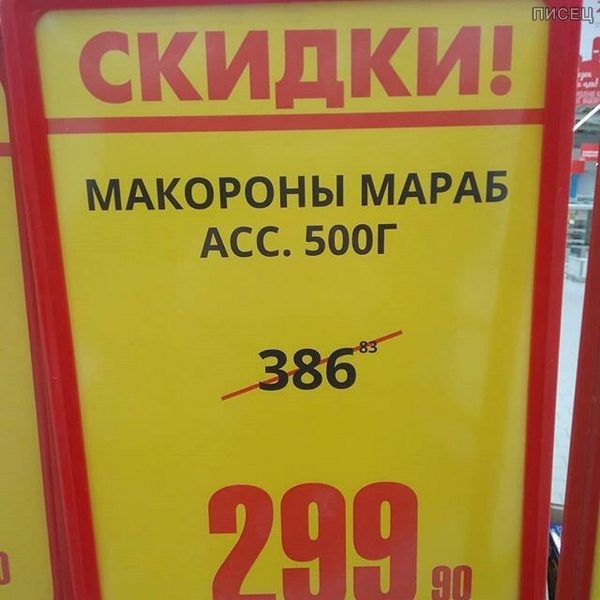 ПИСЕЦ
СКИДКИ!
МАКОРОНЫ МАРАБ
АСС. 500Г
386 83
299 90